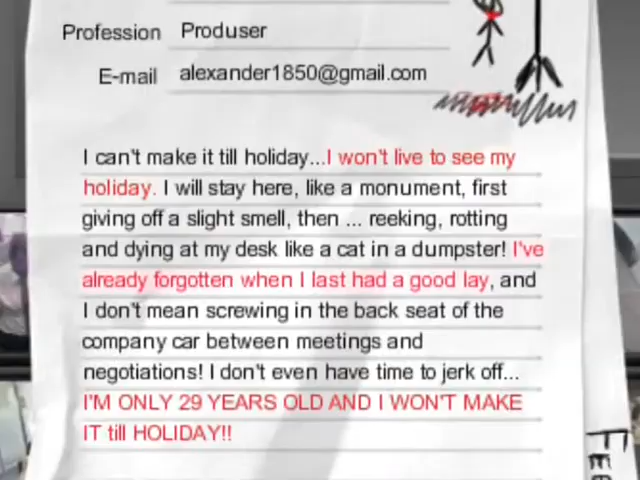 Profession Produser
E-mail alexander1850@gmail.com
I can't make it till holiday...I won't live to see my
holiday. I will stay here, like a monument, first
giving off a slight smell, then ... reeking, rotting
and dying at my desk like a cat in a dumpster! I've
already forgotten when I last had a good lay, and
I don't mean screwing in the back seat of the
company car between meetings and
negotiations! I don't even have time to jerk off...
I'M ONLY 29 YEARS OLD AND I WON'T MAKE
IT till HOLIDAY!!